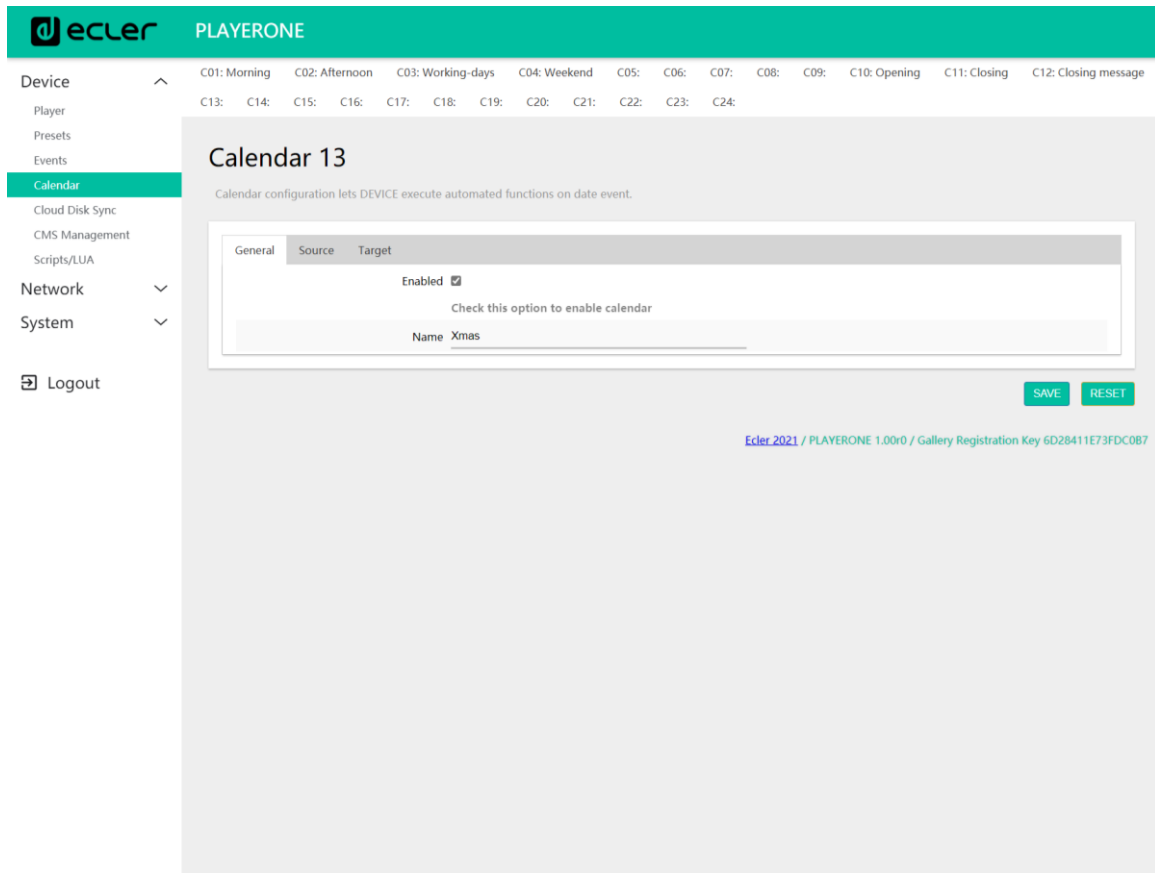 ecler PLAYERONE
Device
Player
Presets
Events
Calendar
Cloud Disk Sync
CMS Management
Scripts/LUA
Network
System
Logout
C01: Morning C02: Afternoon C03: Working-days C04: Weekend C05: C06: C07: C08: C09: C10: Opening C11: Closing C12: Closing message
C13: C14: C15: C16: C17: C18: C19: C20: C21: C22: C23: C24:
Calendar 13
Calendar configuration lets DEVICE execute automated functions on date event.
General Source Target
Enabled
Check this option to enable calendar
Name Xmas
SAVE RESET
Ecler 2021 / PLAYERONE 1.00r0 / Gallery Registration Key 6D28411E73FDC0B7